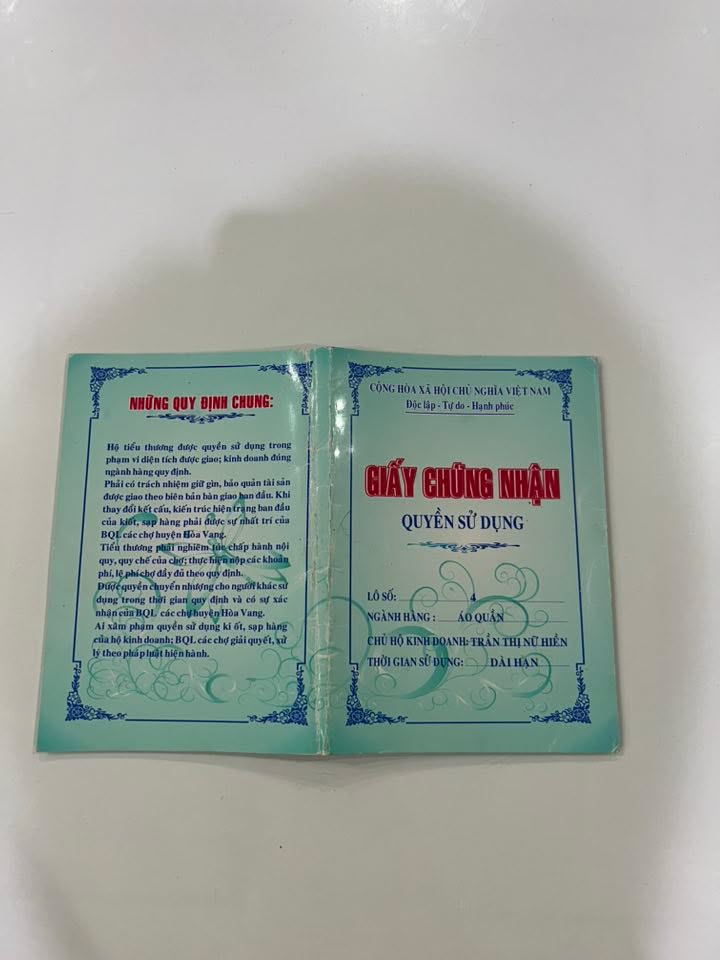 NHỮNG QUY ĐỊNH CHUNG:
Hộ tiểu thương được quyền sử dụng trong
phạm vi diện tích được giao; kinh doanh đúng
ngành hàng quy định.
Phải có trách nhiệm giữ gìn, bảo quản tài sản
được giao theo biên bản bàn giao ban đầu. Khi
thay đổi kết cấu, kiến trúc hiện trạng ban đầu
của kiôt, sạp hàng phải được sự nhất trí của
BQL các chợ huyện Hòa Vang.
Tiểu thương phải nghiêm túc chấp hành nội
quy, quy chế của chợ; thực hiện nộp các khoản
phí, lệ phí chợ đầy đủ theo quy định.
Được quyền chuyển nhượng cho người khác sử
dụng trong thời gian quy định và có sự xác
nhận của BQL các chợ huyện Hòa Vang.
Ai xâm phạm quyền sử dụng ki ốt, sạp hàng
của hộ kinh doanh; BQL các chợ giải quyết, xử
lý theo pháp luật hiện hành.
CỘNG HÒA XÃ HỘI CHỦ NGHĨA VIỆT NAM
Độc lập - Tự do - Hạnh phúc
GIẤY CHỨNG NHẬN
QUYỀN SỬ DỤNG
LÔ SỐ: 4
NGÀNH HÀNG : ÁO QUẦN
CHỦ HỘ KINH DOANH: TRẦN THỊ NỮ HIỀN
THỜI GIAN SỬ DỤNG: DÀI HẠN